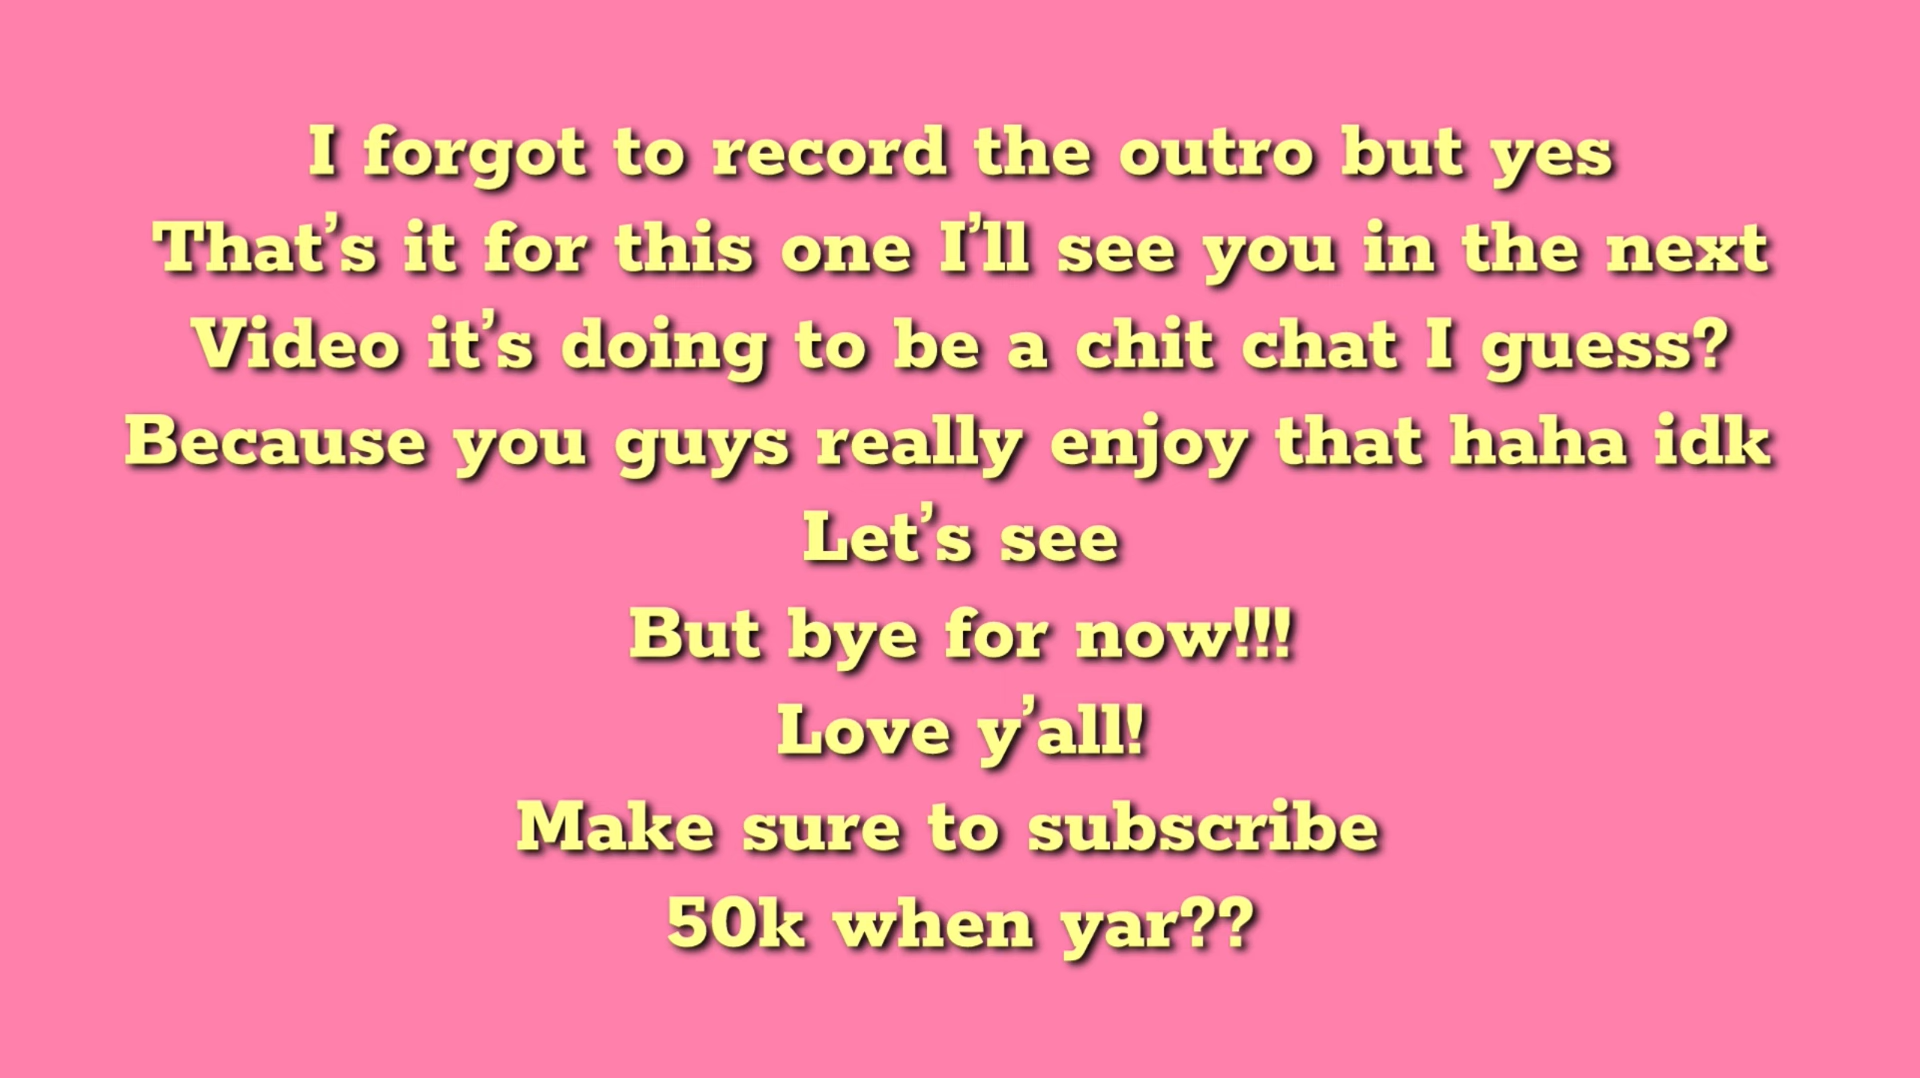 I forgot to record the outro but yes
That’s it for this one I’ll see you in the next
Video it’s doing to be a chit chat I guess?
Because you guys really enjoy that haha idk
Let’s see
But bye for now!!!
Love y’all!
Make sure to subscribe
50k when yar??